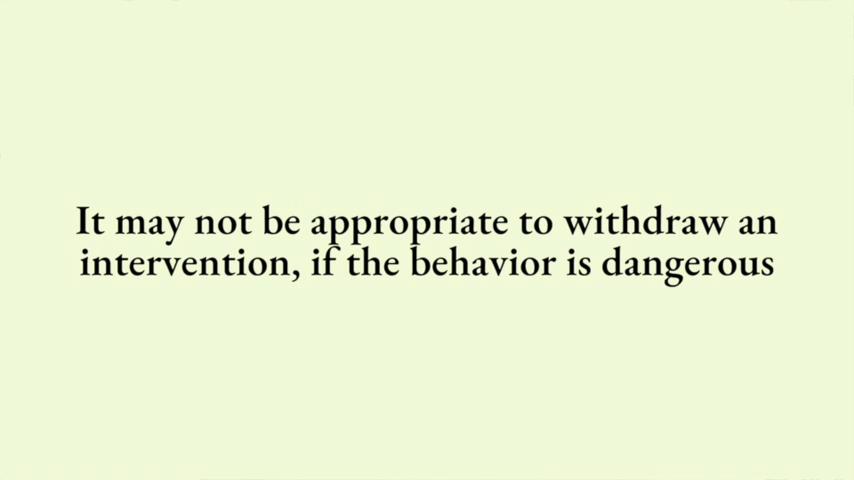 It may not be appropriate to withdraw an
intervention, if the behavior is dangerous